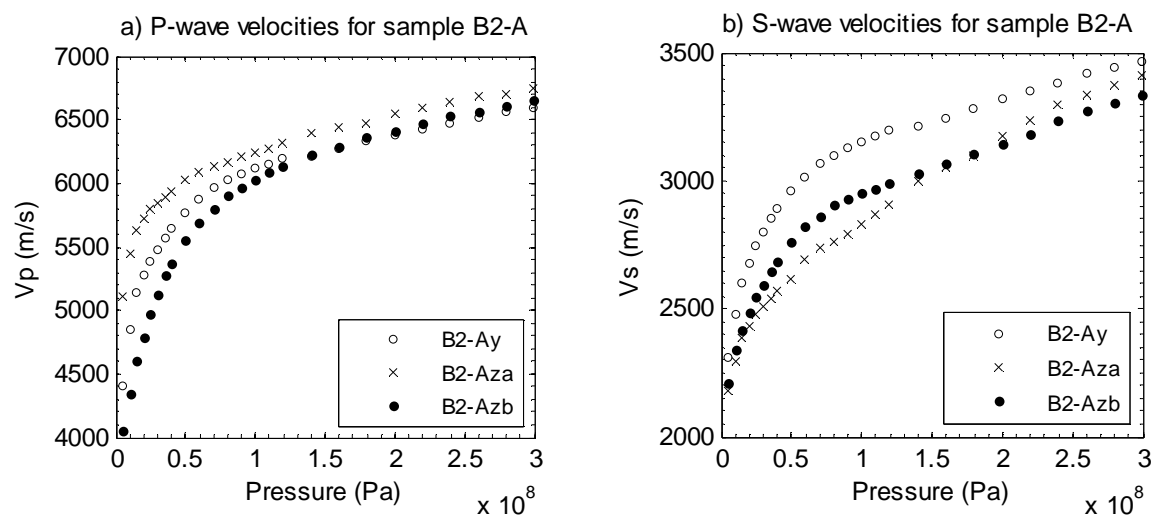 a) P-wave velocities for sample B2-A
7000
6500
6000
5500
5000
4500
4000
Vp (m/s)
B2-Ay
B2-Aza
B2-Azb
0 0.5 1 1.5 2 2.5 3
Pressure (Pa)
x 10^8
b) S-wave velocities for sample B2-A
3500
3000
2500
2000
Vs (m/s)
B2-Ay
B2-Aza
B2-Azb
0 0.5 1 1.5 2 2.5 3
Pressure (Pa)
x 10^8